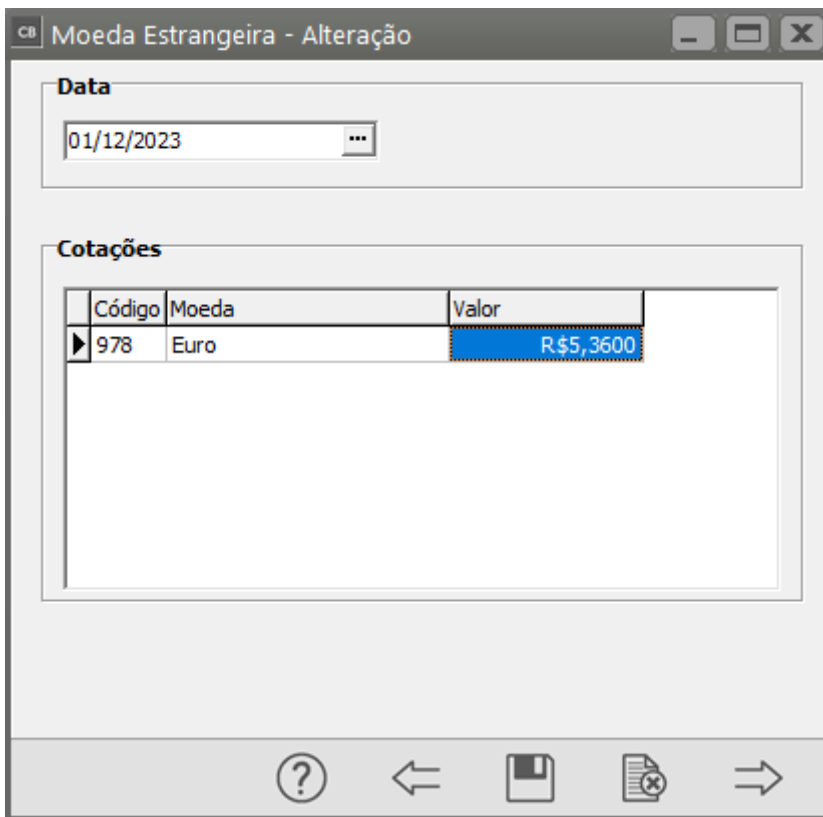 CB Moeda Estrangeira - Alteração
Data
01/12/2023 ...
Cotações
Código Moeda Valor
978 Euro R$5,3600
?